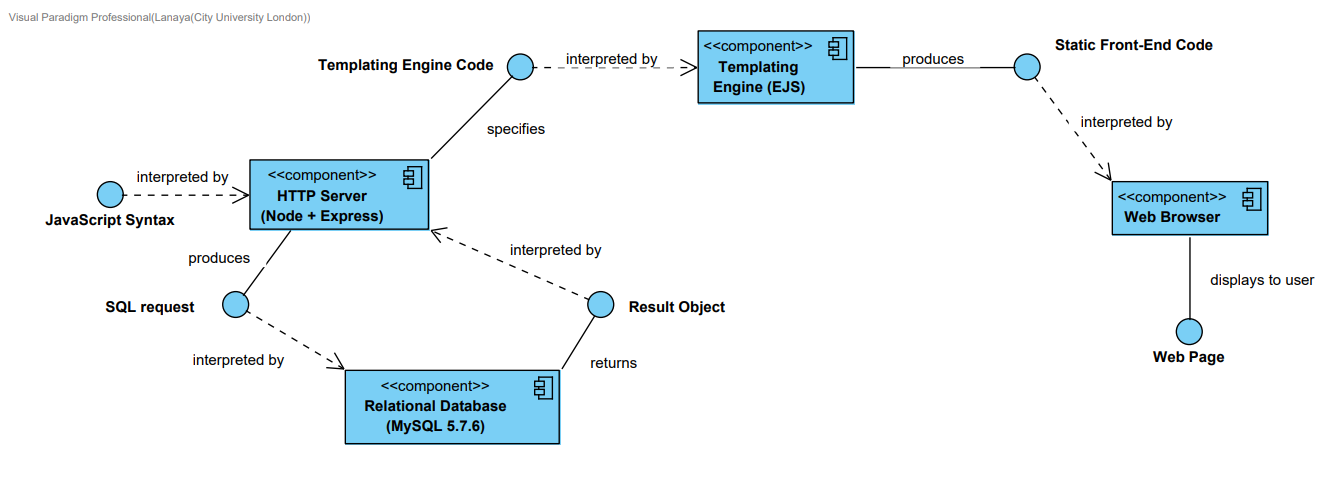 Visual Paradigm Professional(Lanaya(City University London))
Templating Engine Code
interpreted by
<<component>>
Templating
Engine (EJS)
produces
Static Front-End Code
specifies
interpreted by
interpreted by
<<component>>
HTTP Server
(Node + Express)
JavaScript Syntax
<<component>>
Web Browser
produces
interpreted by
displays to user
SQL request
Result Object
interpreted by
returns
Web Page
<<component>>
Relational Database
(MySQL 5.7.6)